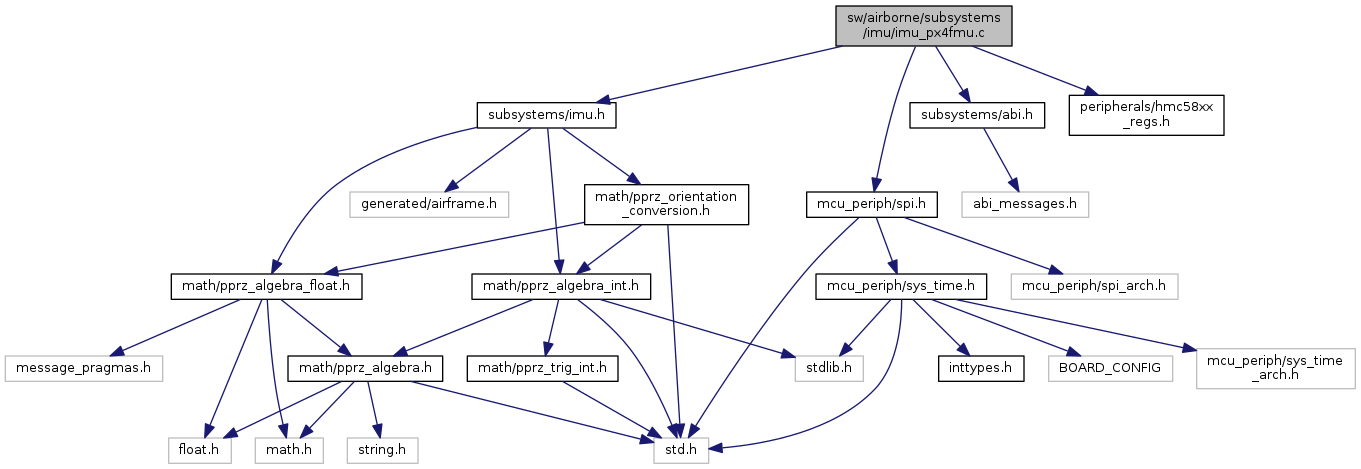 sw/airborne/subsystems
/imu/imu_px4fmu.c
subsystems/imu.h
subsystems/abi.h
peripherals/hmc58xx
_regs.h
generated/airframe.h
math/pprz_orientation
_conversion.h
mcu_periph/spi.h
abi_messages.h
math/pprz_algebra_float.h
math/pprz_algebra_int.h
mcu_periph/sys_time.h
mcu_periph/spi_arch.h
message_pragmas.h
math/pprz_algebra.h
math/pprz_trig_int.h
stdlib.h
inttypes.h
BOARD_CONFIG
mcu_periph/sys_time
_arch.h
float.h
math.h
string.h
std.h